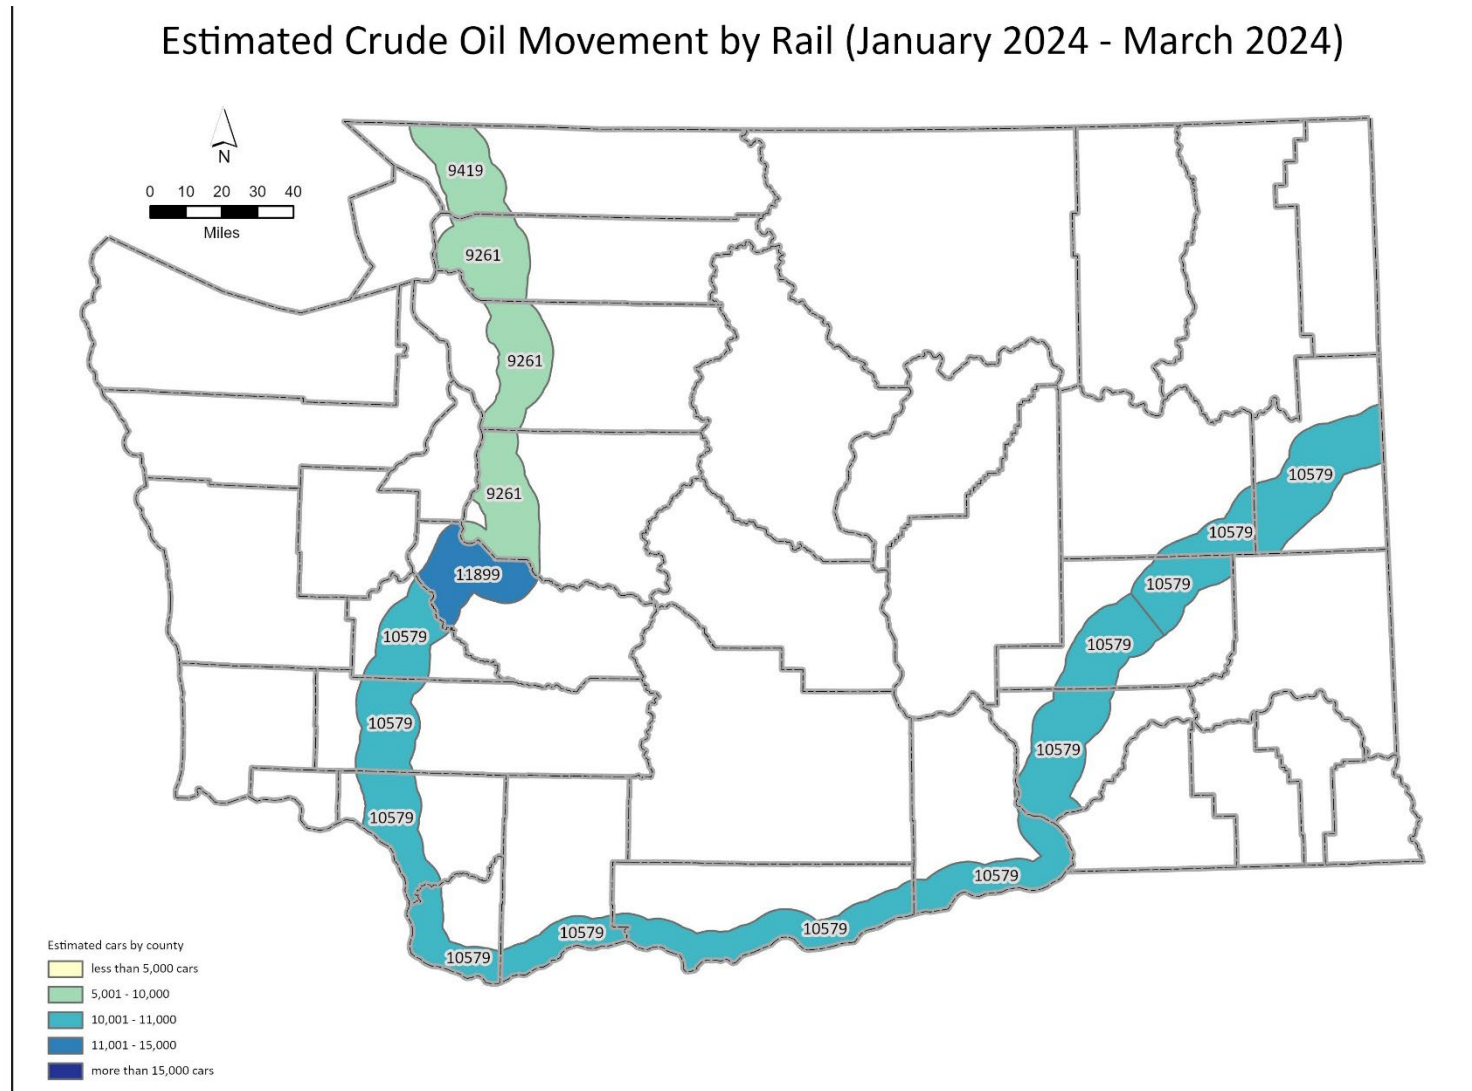 Estimated Crude Oil Movement by Rail (January 2024 - March 2024)
N
0 10 20 30 40
Miles
9419
9261
9261
9261
11899
10579
10579
10579
10579
10579
10579
10579
10579
10579
10579
10579
10579
Estimated cars by county
less than 5,000 cars
5,001 - 10,000
10,001 - 11,000
11,001 - 15,000
more than 15,000 cars